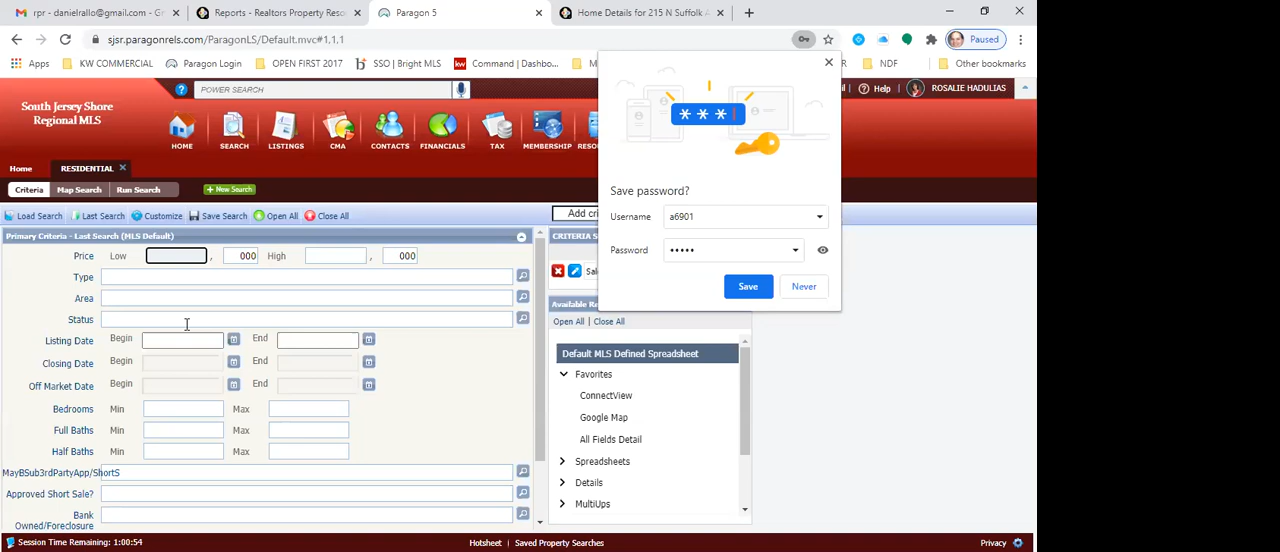 rpr - danielrallo@gmail.com - Gm
Reports - Realtors Property Resou
Paragon 5
Home Details for 215 N Suffolk A
sjsr.paragonrels.com/ParagonLS/Default.mvc#1,1,1
Paused
Apps
KW COMMERCIAL
Paragon Login
OPEN FIRST 2017
SSO | Bright MLS
Command | Dashbo...
NDF
Other bookmarks
POWER SEARCH
Help
ROSALIE HADULIAS
South Jersey Shore
Regional MLS
HOME
SEARCH
LISTINGS
CMA
CONTACTS
FINANCIALS
TAX
MEMBERSHIP
Home
RESIDENTIAL
Criteria
Map Search
Run Search
New Search
Load Search
Last Search
Customize
Save Search
Open All
Close All
Primary Criteria - Last Search (MLS Default)
Price
Low
,
000
High
,
000
Type
Area
Status
Listing Date
Begin
End
Closing Date
Begin
End
Off Market Date
Begin
End
Bedrooms
Min
Max
Full Baths
Min
Max
Half Baths
Min
Max
MayBSub3rdPartyApp/ShortS
Approved Short Sale?
Bank
Owned/Foreclosure
Add cri
CRITERIA S
Sal
Available Re
Open All
Close All
Default MLS Defined Spreadsheet
Favorites
ConnectView
Google Map
All Fields Detail
Spreadsheets
Details
MultiUps
Save password?
Username
a6901
Password
•••••
Save
Never
Session Time Remaining: 1:00:54
Hotsheet
Saved Property Searches
Privacy